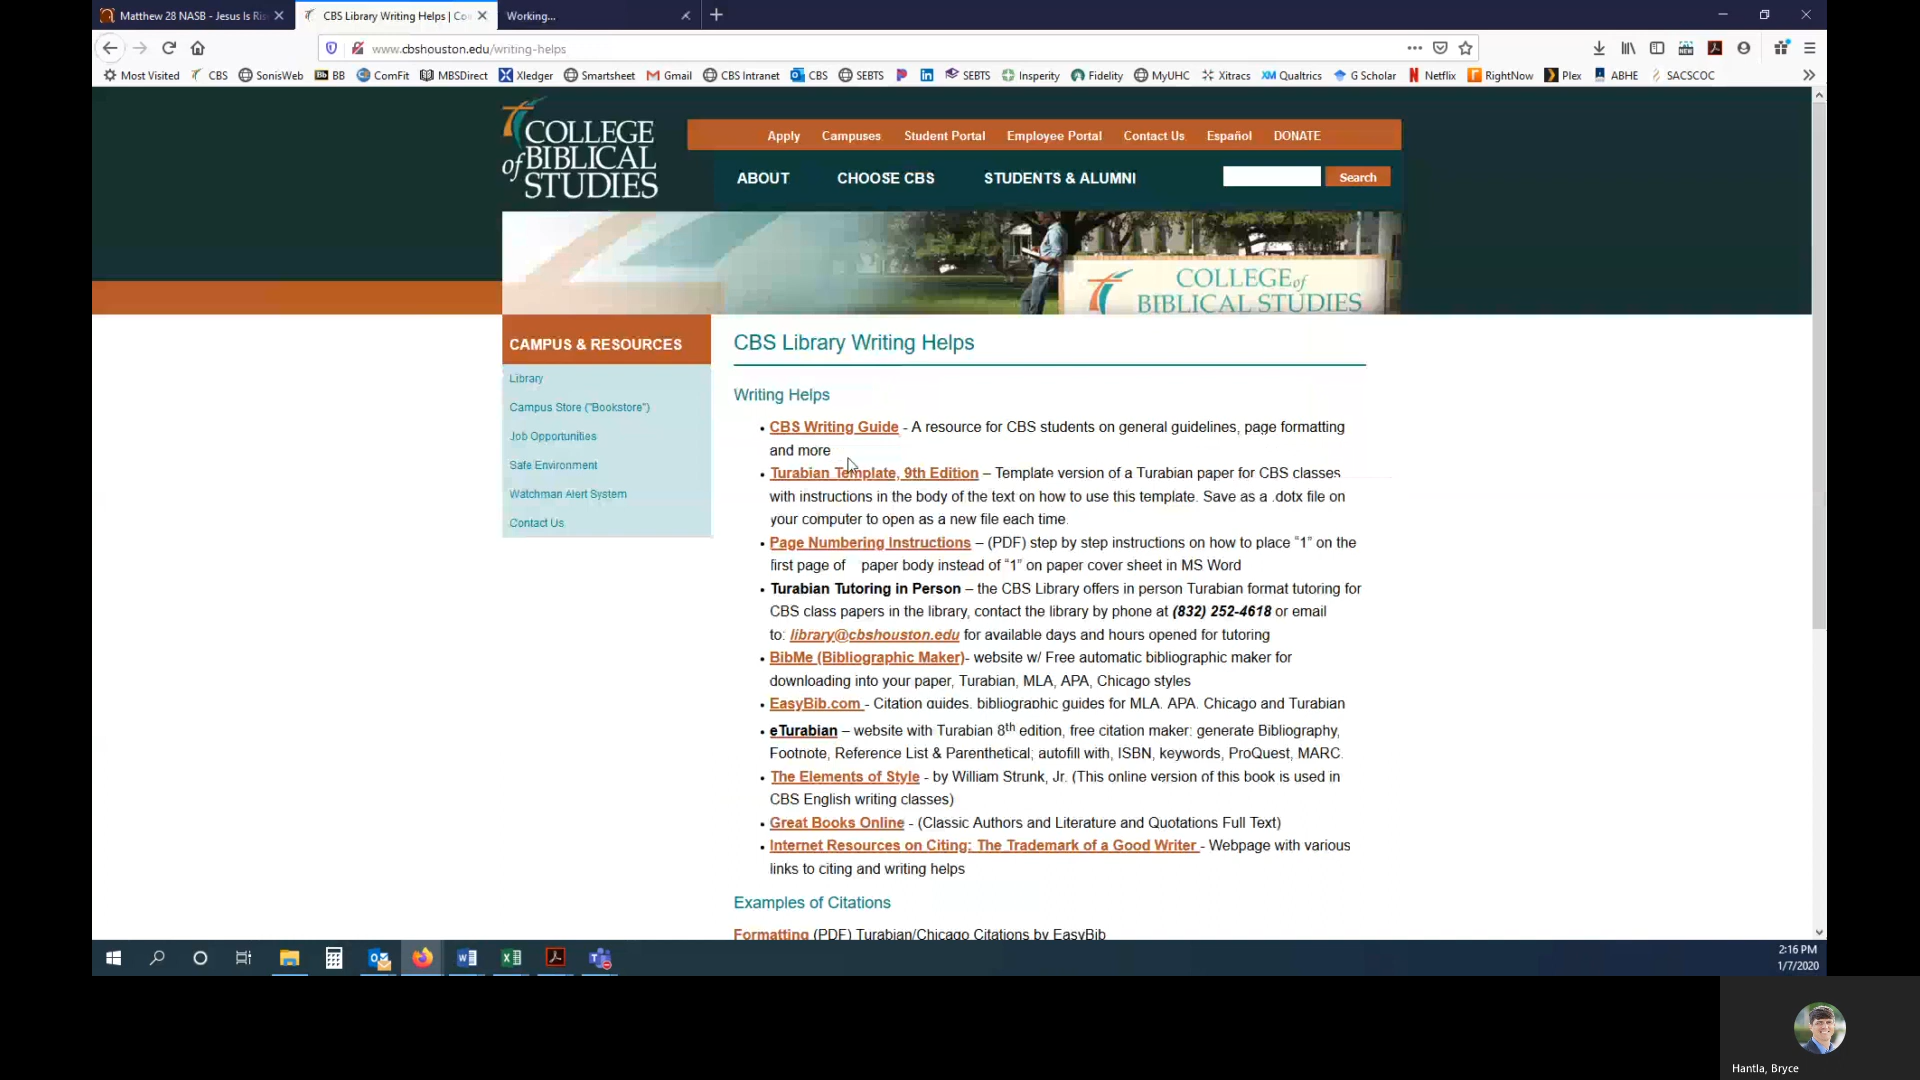 Matthew 28 NASB - Jesus Is Ris
CBS Library Writing Helps | Co
Working...
www.cbshouston.edu/writing-helps
Most Visited CBS SonisWeb BB ComFit MBSDirect Xledger Smartsheet Gmail CBS Intranet CBS SEBTS SEBTS Insperity Fidelity MyUHC Xitracs Qualtrics G Scholar Netflix RightNow Plex ABHE SACSCOC
COLLEGE
of BIBLICAL
STUDIES
Apply Campuses Student Portal Employee Portal Contact Us Español DONATE
ABOUT CHOOSE CBS STUDENTS & ALUMNI Search
COLLEGE of
BIBLICAL STUDIES
CAMPUS & RESOURCES
Library
Campus Store ("Bookstore")
Job Opportunities
Safe Environment
Watchman Alert System
Contact Us
CBS Library Writing Helps
Writing Helps
• CBS Writing Guide - A resource for CBS students on general guidelines, page formatting
and more
• Turabian Template, 9th Edition – Template version of a Turabian paper for CBS classes
with instructions in the body of the text on how to use this template. Save as a .dotx file on
your computer to open as a new file each time.
• Page Numbering Instructions – (PDF) step by step instructions on how to place “1” on the
first page of paper body instead of “1” on paper cover sheet in MS Word
• Turabian Tutoring in Person – the CBS Library offers in person Turabian format tutoring for
CBS class papers in the library, contact the library by phone at (832) 252-4618 or email
to: library@cbshouston.edu for available days and hours opened for tutoring
• BibMe (Bibliographic Maker)- website w/ Free automatic bibliographic maker for
downloading into your paper, Turabian, MLA, APA, Chicago styles
• EasyBib.com - Citation guides, bibliographic guides for MLA, APA, Chicago and Turabian
• eTurabian – website with Turabian 8th edition, free citation maker: generate Bibliography,
Footnote, Reference List & Parenthetical; autofill with, ISBN, keywords, ProQuest, MARC.
• The Elements of Style - by William Strunk, Jr. (This online version of this book is used in
CBS English writing classes)
• Great Books Online - (Classic Authors and Literature and Quotations Full Text)
• Internet Resources on Citing: The Trademark of a Good Writer - Webpage with various
links to citing and writing helps
Examples of Citations
Formatting (PDF) Turabian/Chicago Citations by EasyBib
2:16 PM
1/7/2020
Hantla, Bryce